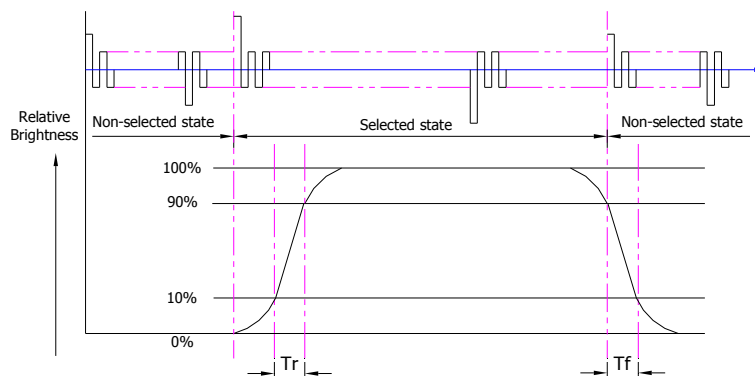 Relative
Brightness
Non-selected state
Selected state
Non-selected state
100%
90%
10%
0%
Tr
Tf